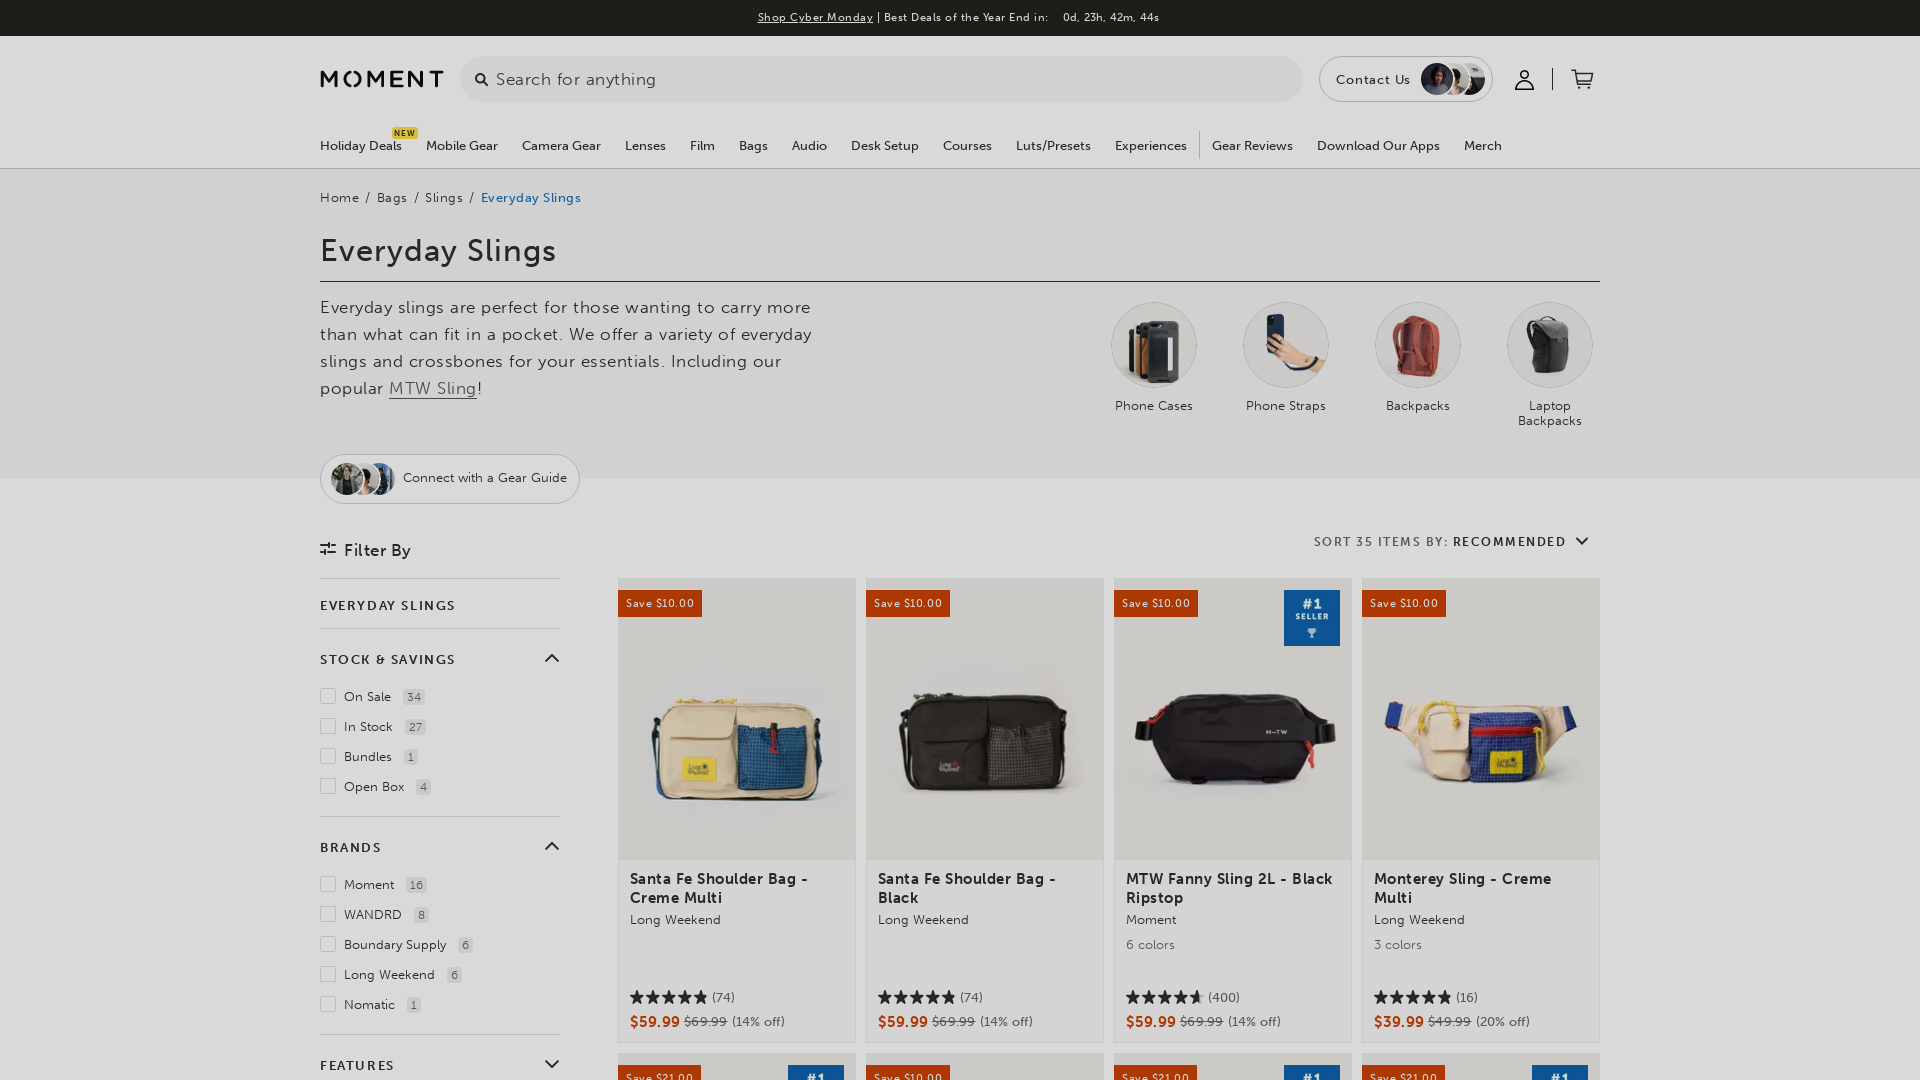 Shop Cyber Monday | Best Deals of the Year End in: 0d, 23h, 42m, 44s
MOMENT
Search for anything
Contact Us
NEW
Holiday Deals Mobile Gear Camera Gear Lenses Film Bags Audio Desk Setup Courses Luts/Presets Experiences Gear Reviews Download Our Apps Merch
Home / Bags / Slings / Everyday Slings
Everyday Slings
Everyday slings are perfect for those wanting to carry more
than what can fit in a pocket. We offer a variety of everyday
slings and crossbones for your essentials. Including our
popular MTW Sling!
Phone Cases
Phone Straps
Backpacks
Laptop
Backpacks
Connect with a Gear Guide
Filter By
SORT 35 ITEMS BY: RECOMMENDED
EVERYDAY SLINGS
STOCK & SAVINGS
On Sale 34
In Stock 27
Bundles 1
Open Box 4
BRANDS
Moment 16
WANDRD 8
Boundary Supply 6
Long Weekend 6
Nomatic 1
FEATURES
Save $10.00
Long Weekend
Santa Fe Shoulder Bag -
Creme Multi
Long Weekend
(74)
$59.99 $69.99 (14% off)
Save $10.00
Long Weekend
Santa Fe Shoulder Bag -
Black
Long Weekend
(74)
$59.99 $69.99 (14% off)
Save $10.00
#1
SELLER
M—TW
MTW Fanny Sling 2L - Black
Ripstop
Moment
6 colors
(400)
$59.99 $69.99 (14% off)
Save $10.00
Long Weekend
Monterey Sling - Creme
Multi
Long Weekend
3 colors
(16)
$39.99 $49.99 (20% off)
Save $21.00
#1
Save $10.00
Save $21.00
#1
Save $21.00
#1